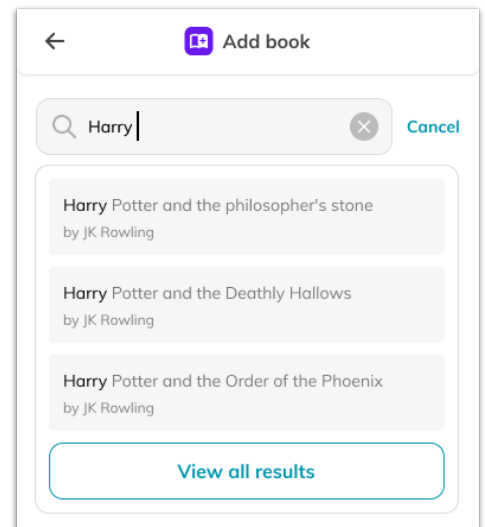 Add book
Harry
Cancel
Harry Potter and the philosopher's stone
by JK Rowling
Harry Potter and the Deathly Hallows
by JK Rowling
Harry Potter and the Order of the Phoenix
by JK Rowling
View all results